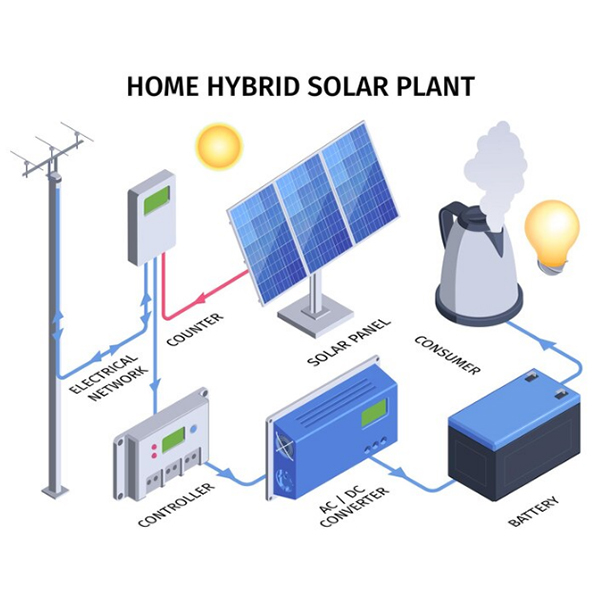 HOME HYBRID SOLAR PLANT
COUNTER
SOLAR PANEL
CONSUMER
ELECTRICAL
NETWORK
CONTROLLER
AC / DC
CONVERTER
BATTERY